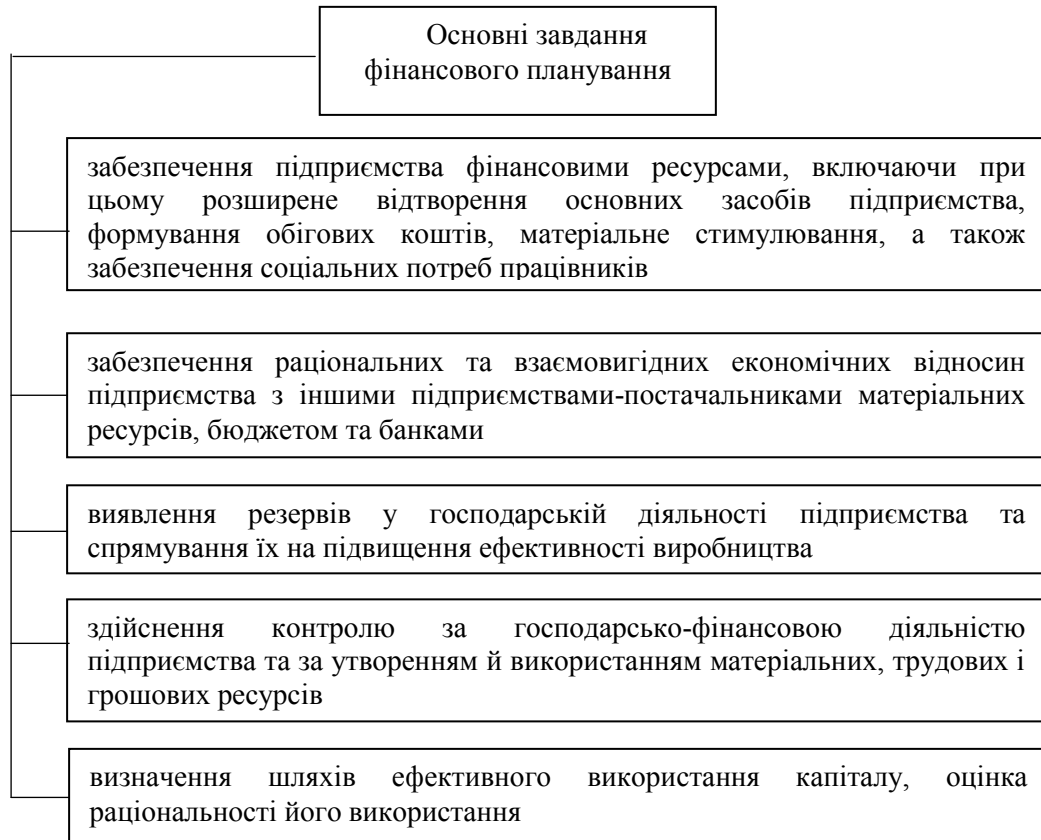 Основні завдання
фінансового планування
забезпечення підприємства фінансовими ресурсами, включаючи при
цьому розширене відтворення основних засобів підприємства,
формування обігових коштів, матеріальне стимулювання, а також
забезпечення соціальних потреб працівників
забезпечення раціональних та взаємовигідних економічних відносин
підприємства з іншими підприємствами-постачальниками матеріальних
ресурсів, бюджетом та банками
виявлення резервів у господарській діяльності підприємства та
спрямування їх на підвищення ефективності виробництва
здійснення контролю за господарсько-фінансовою діяльністю
підприємства та за утворенням й використанням матеріальних, трудових і
грошових ресурсів
визначення шляхів ефективного використання капіталу, оцінка
раціональності його використання